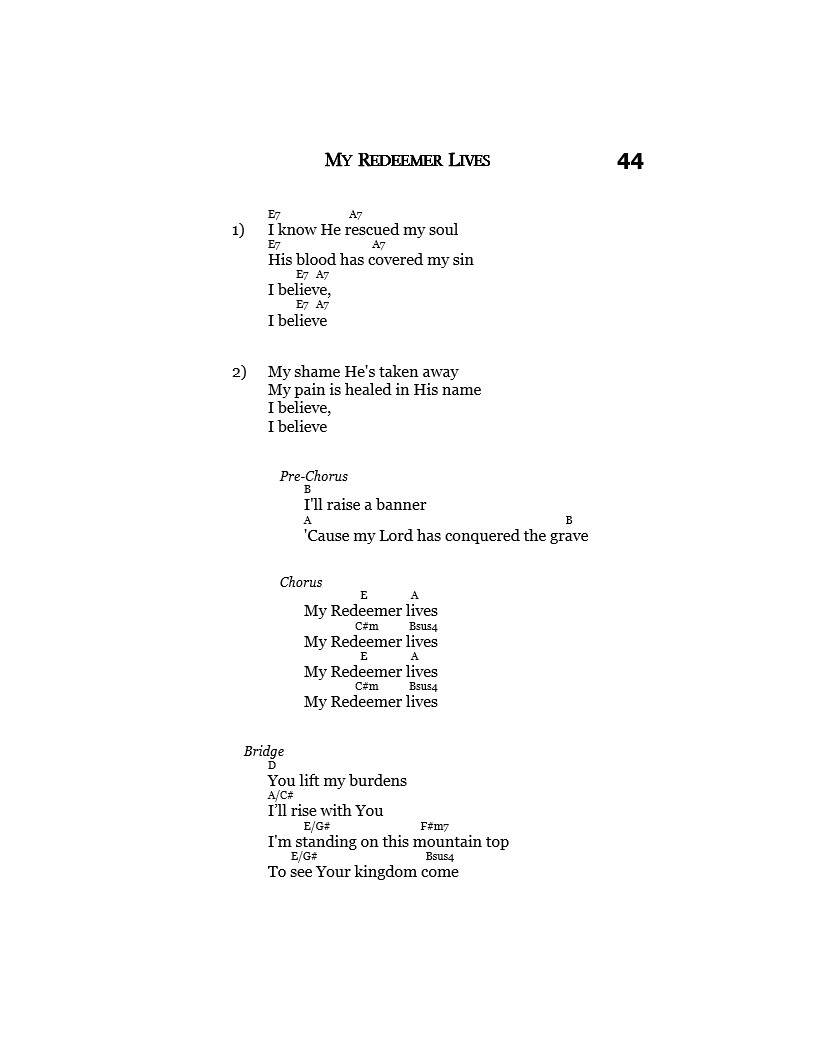 MY REDEEMER LIVES 44
E7 A7
1) I know He rescued my soul
E7 A7
His blood has covered my sin
E7 A7
I believe,
E7 A7
I believe
2) My shame He's taken away
My pain is healed in His name
I believe,
I believe
Pre-Chorus
B
I'll raise a banner
A B
'Cause my Lord has conquered the grave
Chorus
E A
My Redeemer lives
C#m Bsus4
My Redeemer lives
E A
My Redeemer lives
C#m Bsus4
My Redeemer lives
Bridge
D
You lift my burdens
A/C#
I’ll rise with You
E/G# F#m7
I'm standing on this mountain top
E/G# Bsus4
To see Your kingdom come